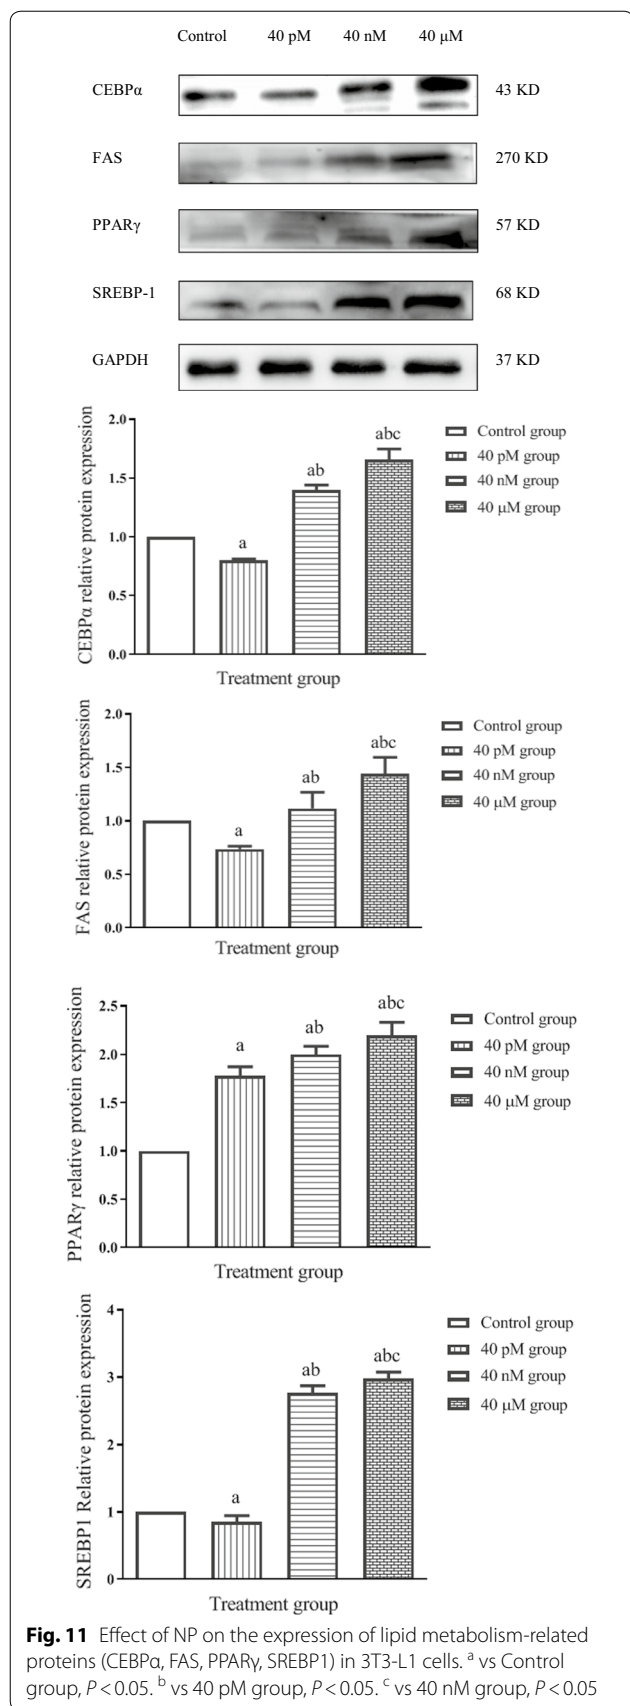 Control 40 pM 40 nM 40 μM
CEBPα 43 KD
FAS 270 KD
PPARγ 57 KD
SREBP-1 68 KD
GAPDH 37 KD
CEBPα relative protein expression
2.0
1.5
1.0
0.5
0.0
a
ab
abc
Treatment group
Control group
40 pM group
40 nM group
40 μM group
FAS relative protein expression
2.0
1.5
1.0
0.5
0.0
a
ab
abc
Treatment group
Control group
40 pM group
40 nM group
40 μM group
PPARγ relative protein expression
2.5
2.0
1.5
1.0
0.5
0.0
a
ab
abc
Treatment group
Control group
40 pM group
40 nM group
40 μM group
SREBP1 Relative protein expression
4
3
2
1
0
a
ab
abc
Treatment group
Control group
40 pM group
40 nM group
40 μM group
Fig. 11 Effect of NP on the expression of lipid metabolism-related
proteins (CEBPα, FAS, PPARγ, SREBP1) in 3T3-L1 cells. a vs Control
group, P < 0.05. b vs 40 pM group, P < 0.05. c vs 40 nM group, P < 0.05